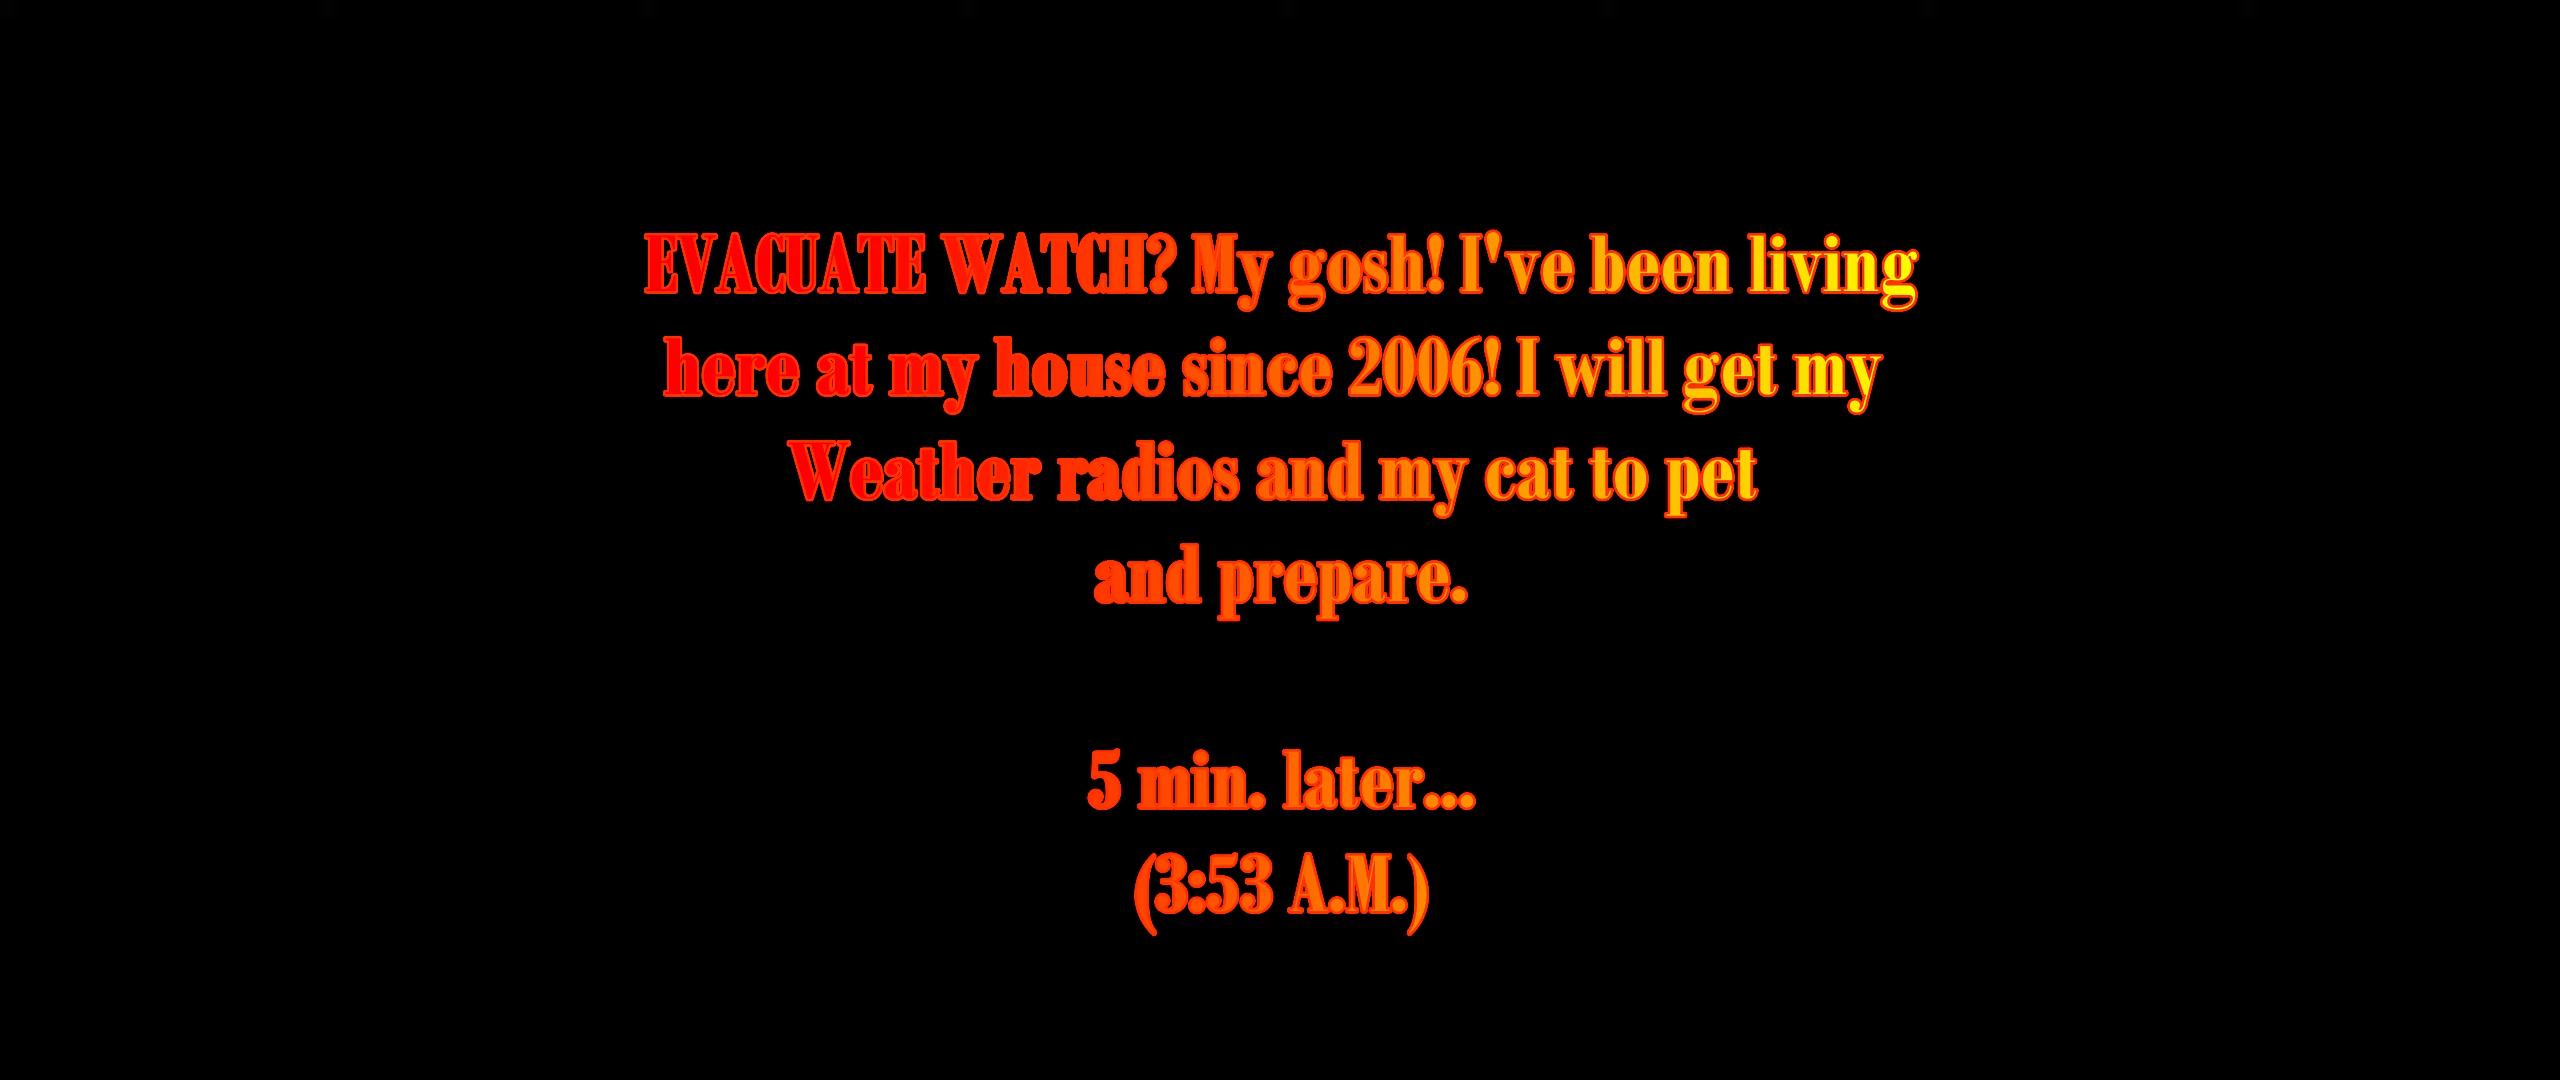 EVACUATE WATCH? My gosh! I've been living
here at my house since 2006! I will get my
Weather radios and my cat to pet
and prepare.
5 min. later...
(3:53 A.M.)